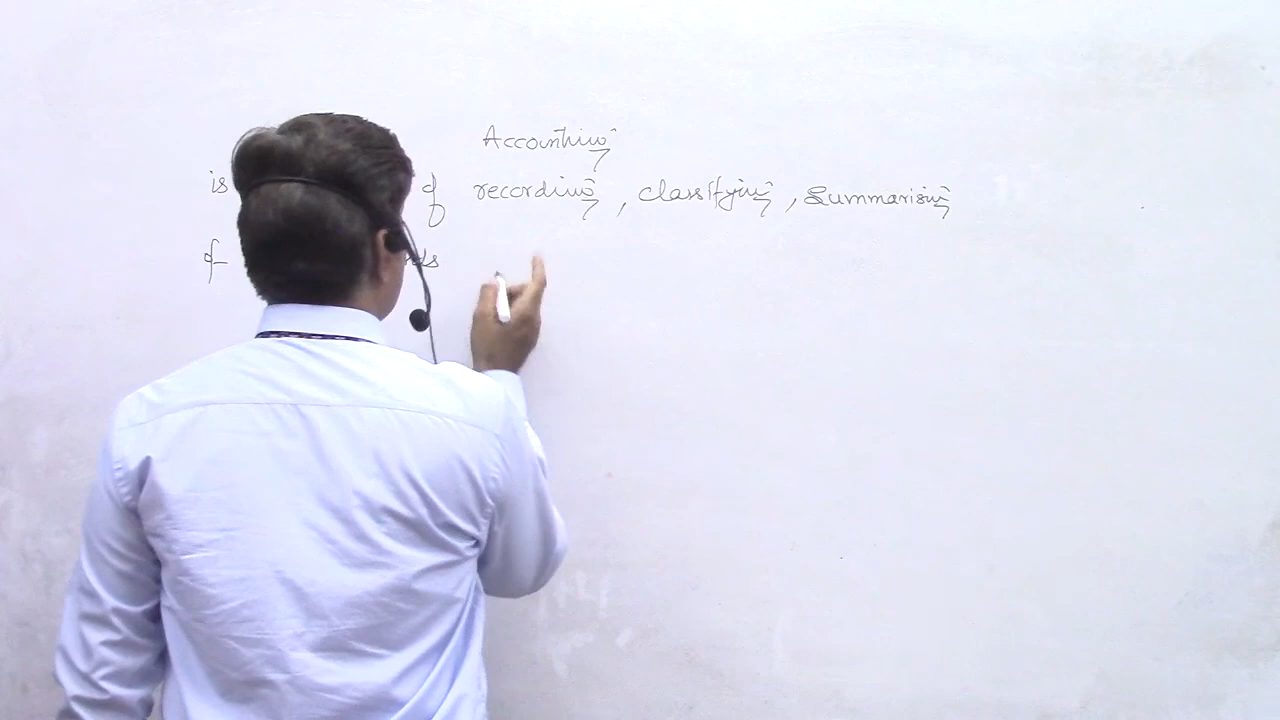 Accounting
is of recording, classifying, Summarising
of